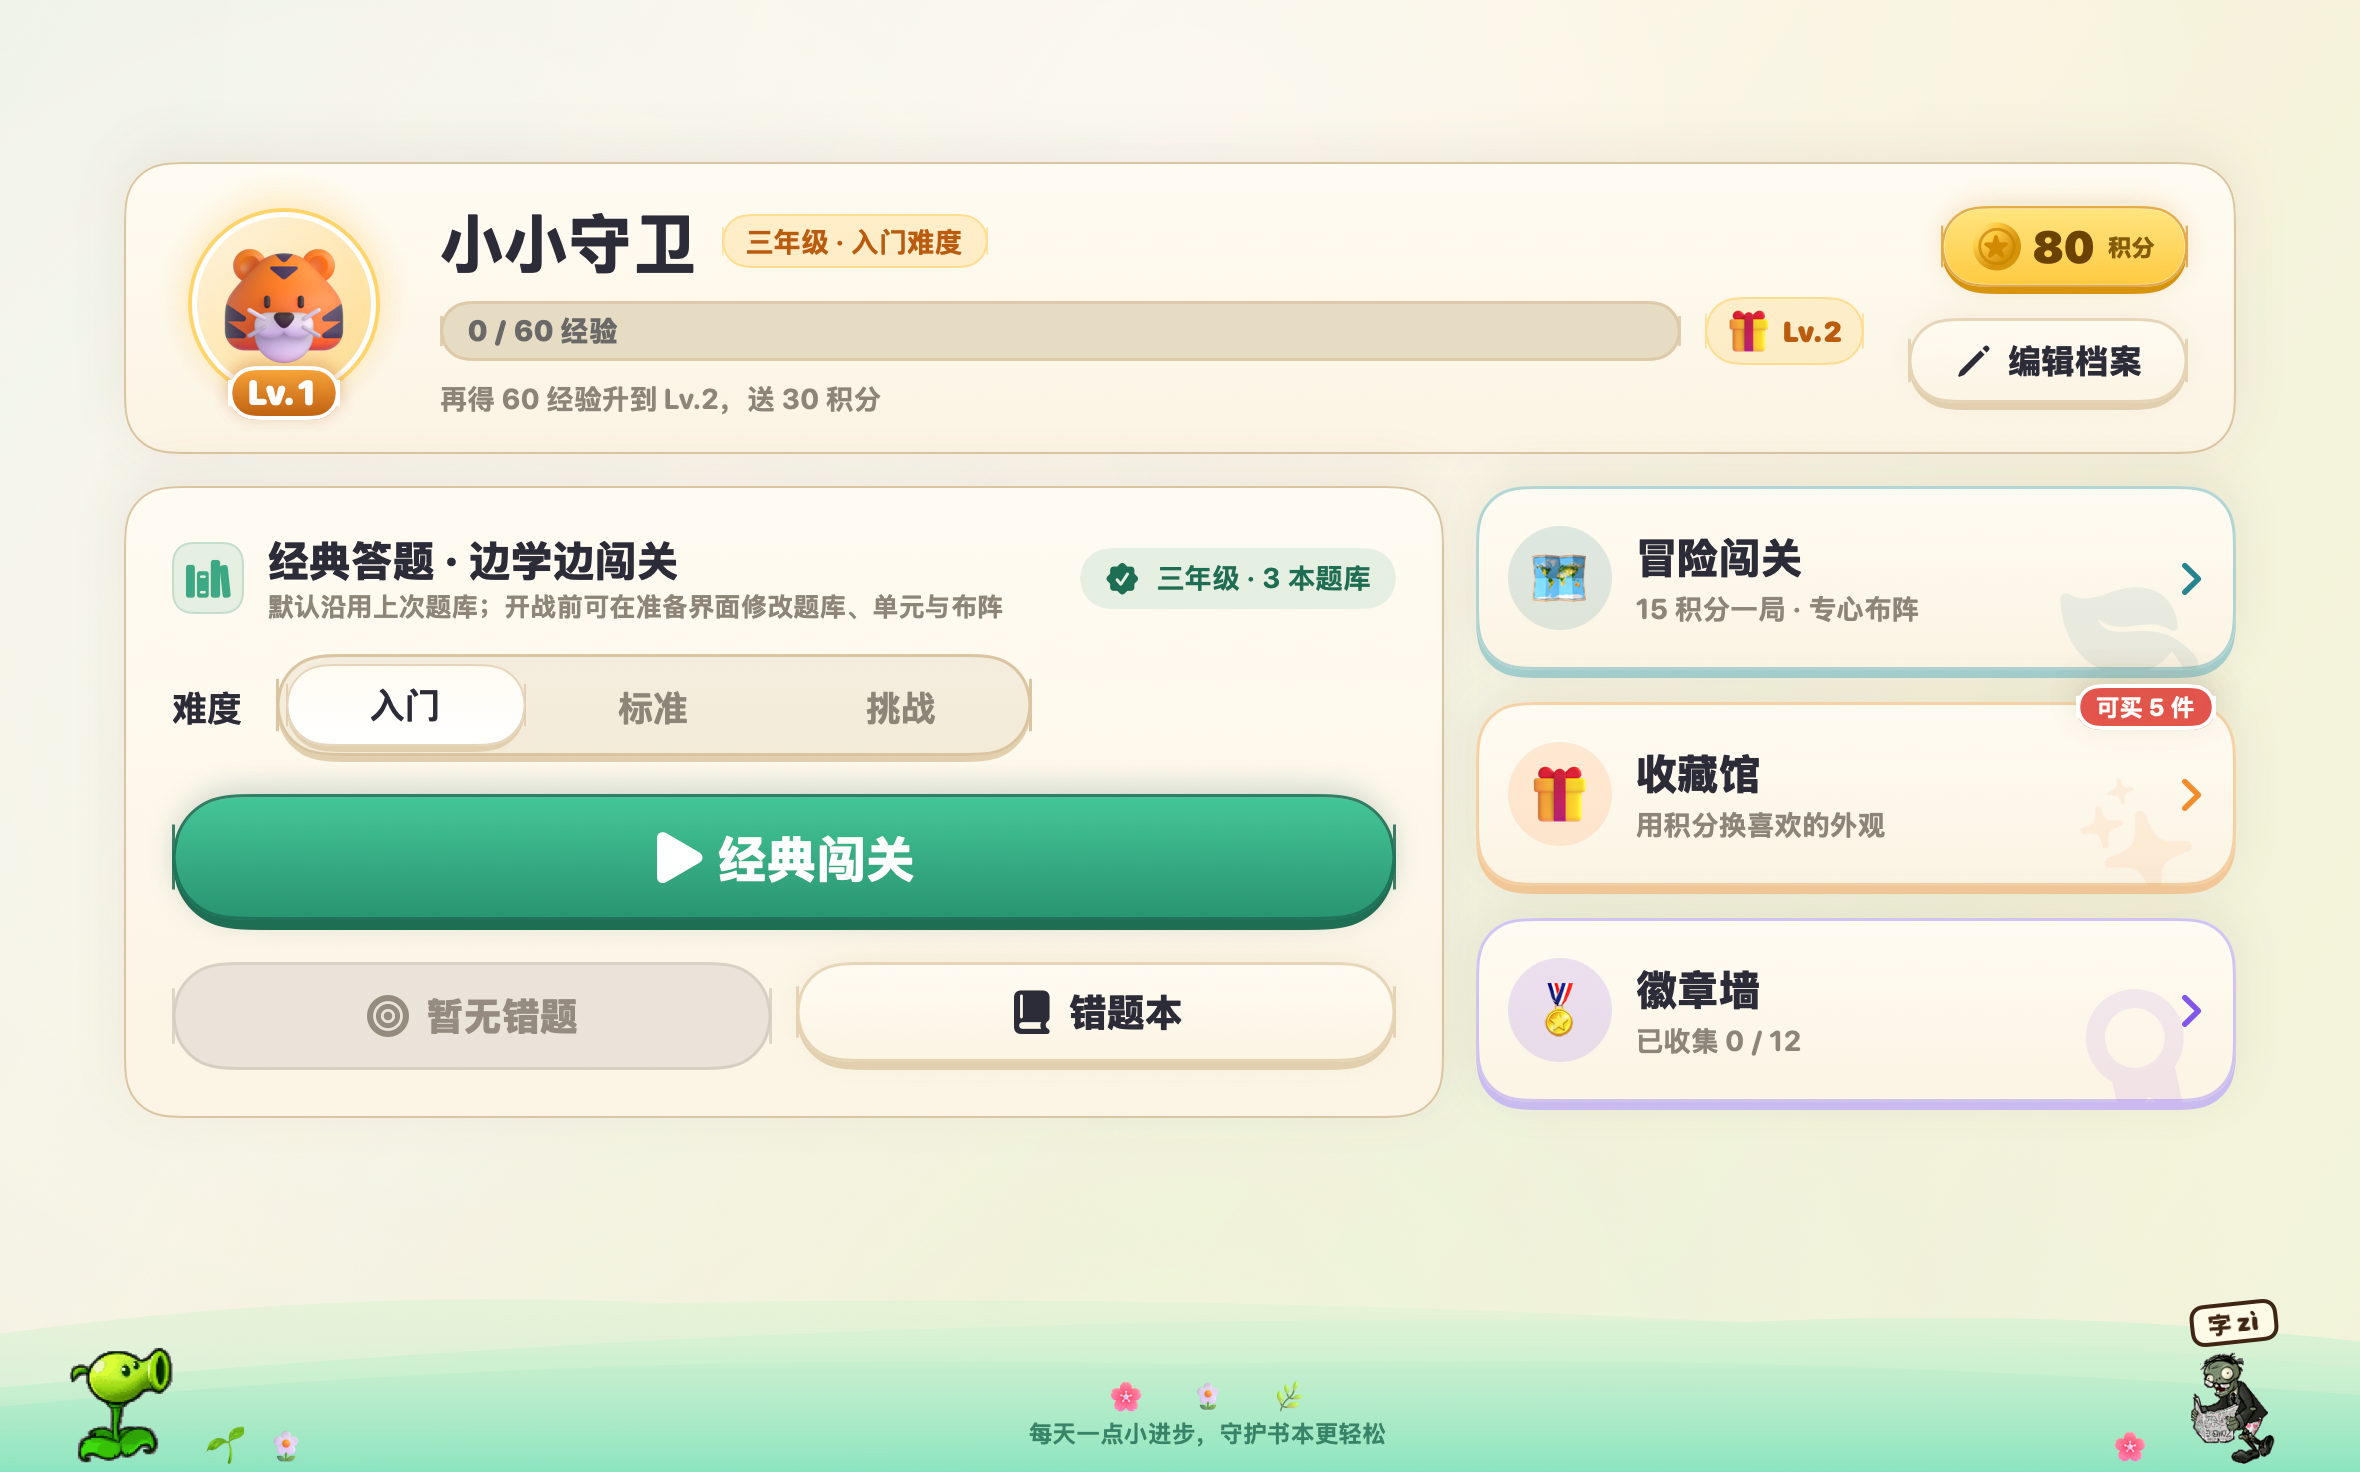 小小守卫
三年级 · 入门难度
80 积分
0 / 60 经验
Lv.2
编辑档案
Lv.1
再得 60 经验升到 Lv.2，送 30 积分
经典答题 · 边学边闯关
默认沿用上次题库；开战前可在准备界面修改题库、单元与布阵
三年级 · 3 本题库
难度
入门
标准
挑战
经典闯关
暂无错题
错题本
冒险闯关
15 积分一局 · 专心布阵
可买 5 件
收藏馆
用积分换喜欢的外观
徽章墙
已收集 0 / 12
字 zì
每天一点小进步，守护书本更轻松